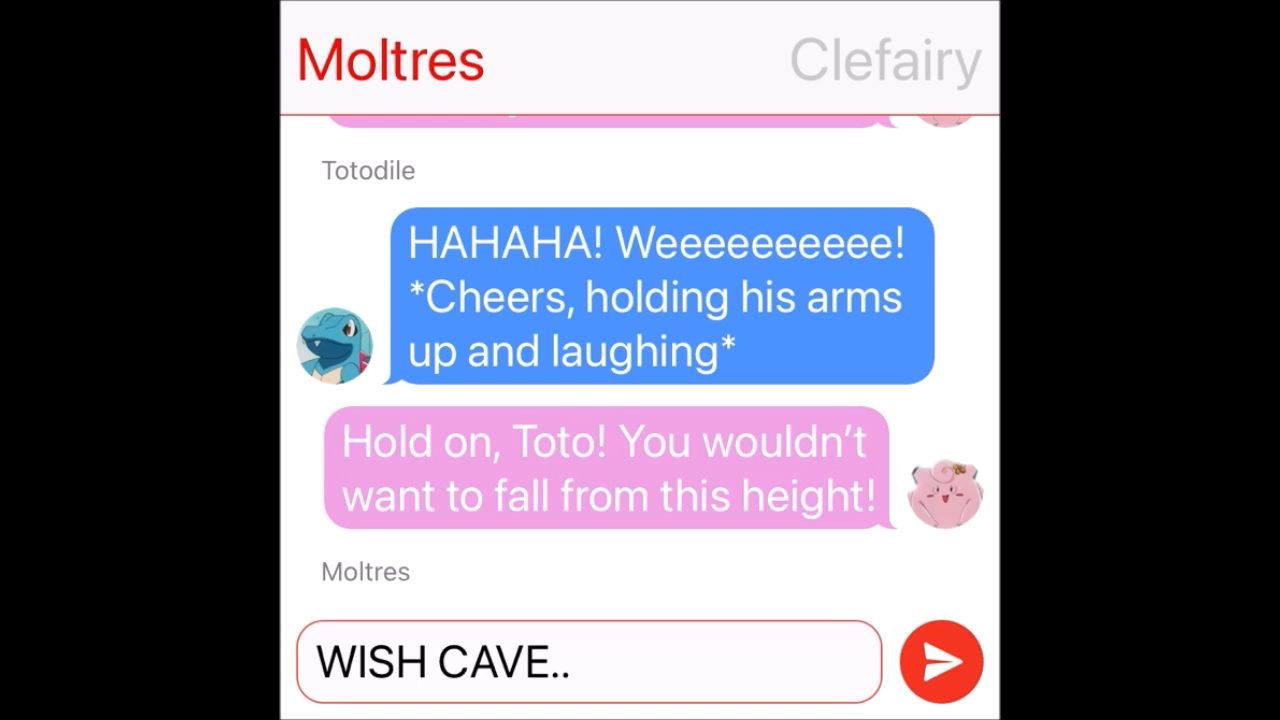 Moltres
Clefairy
Totodile
HAHAHA! Weeeeeeeeee!
*Cheers, holding his arms
up and laughing*
Hold on, Toto! You wouldn’t
want to fall from this height!
Moltres
WISH CAVE..